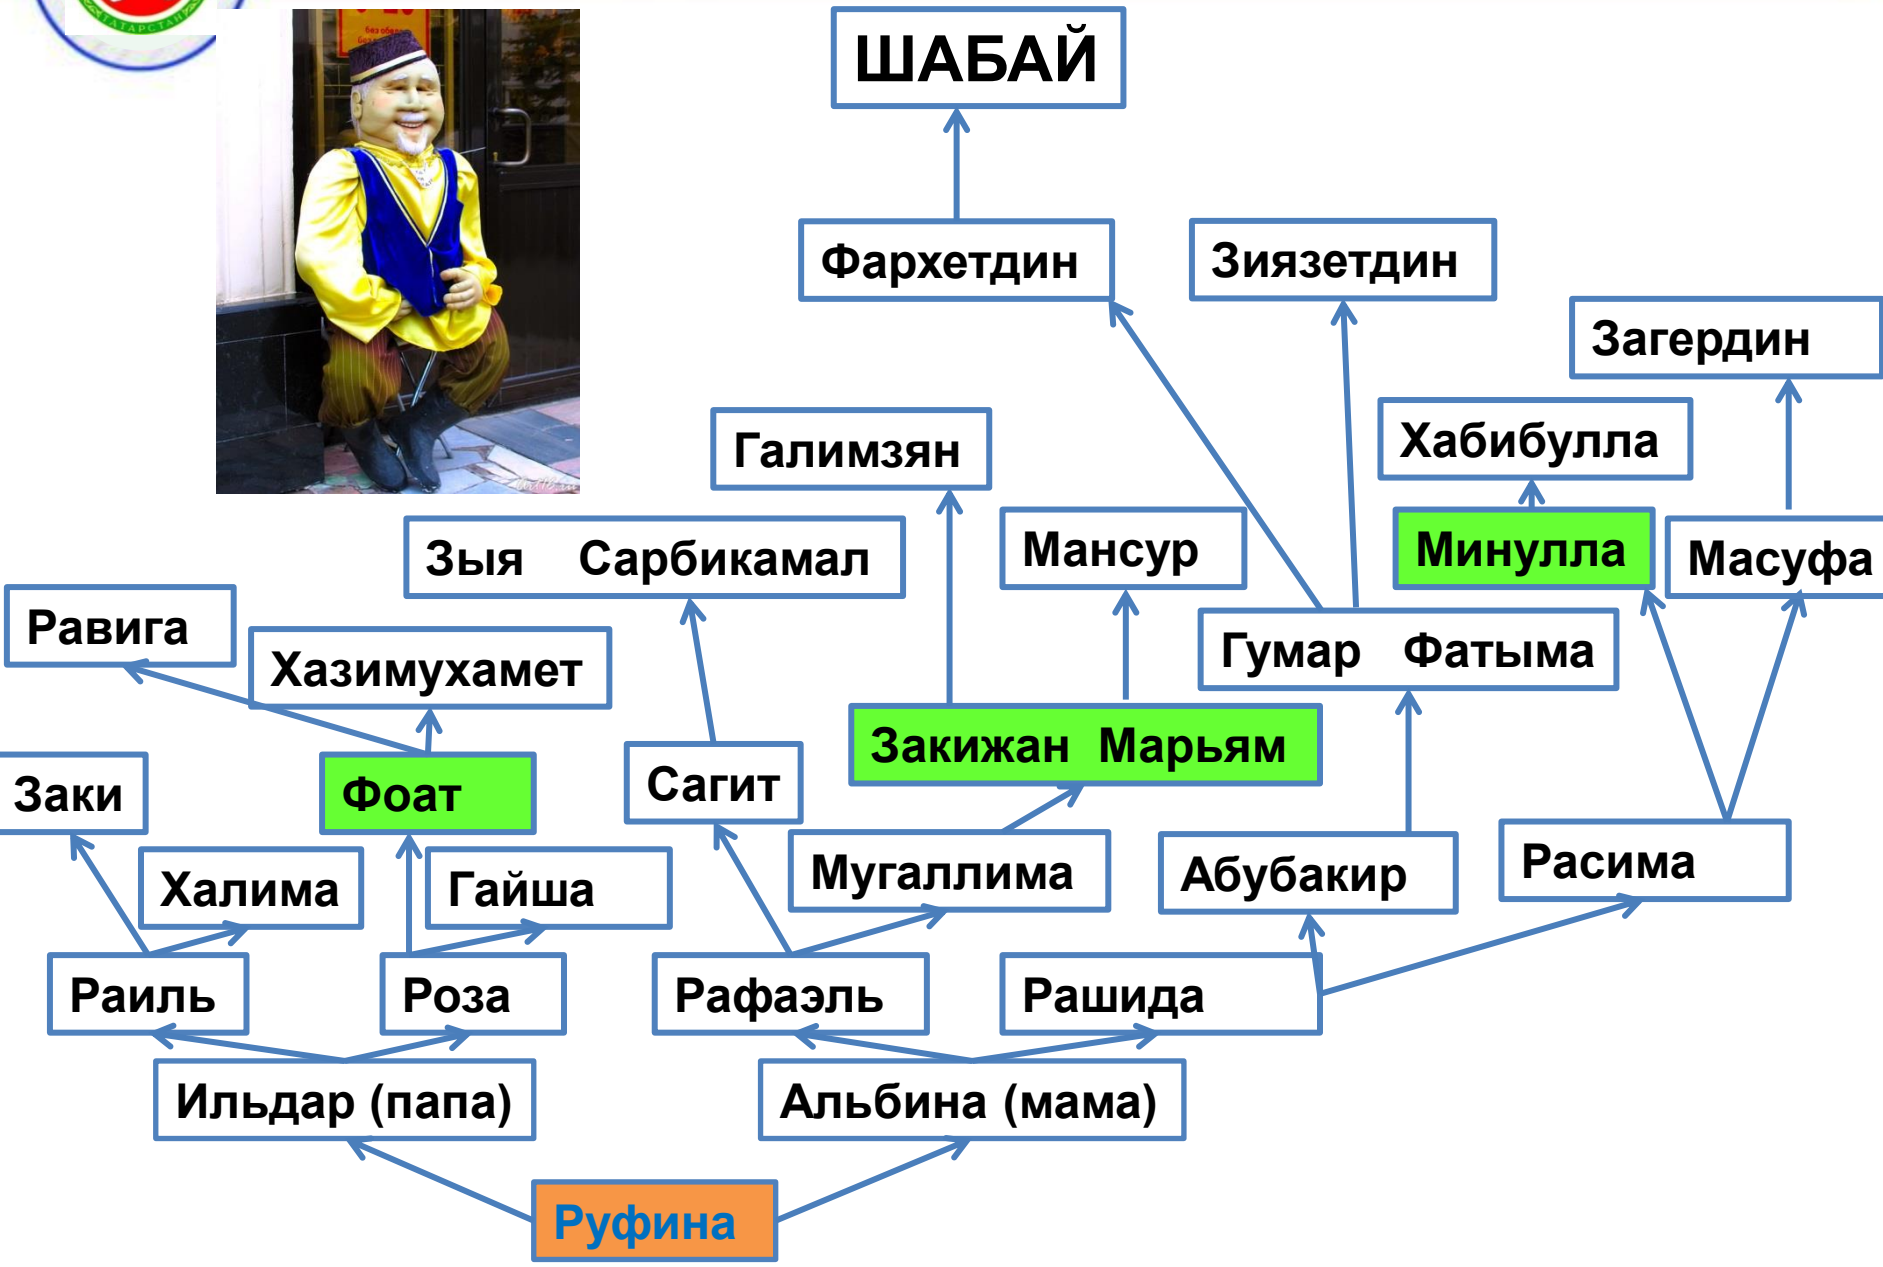 ТАТАРСТАН
ШАБАЙ
Фархетдин
Зиязетдин
Загердин
Галимзян
Хабибулла
Зыя Сарбикамал
Мансур
Минулла
Масуфа
Равига
Хазимухамет
Гумар Фатыма
Заки
Фоат
Сагит
Закижан Марьям
Халима
Гайша
Мугаллима
Абубакир
Расима
Раиль
Роза
Рафаэль
Рашида
Ильдар (папа)
Альбина (мама)
Руфина